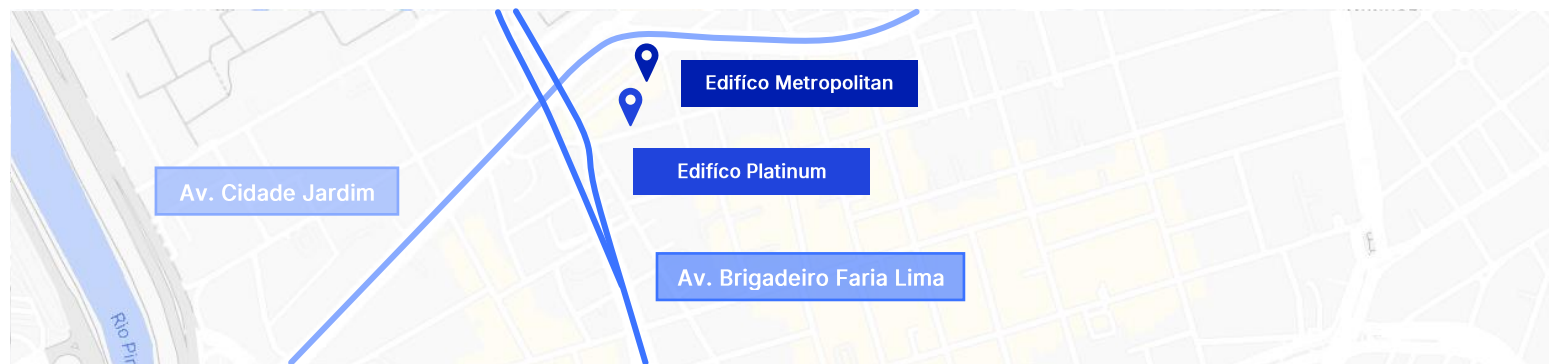 Edifíco Metropolitan
Edifíco Platinum
Av. Cidade Jardim
Av. Brigadeiro Faria Lima
Rio Pin